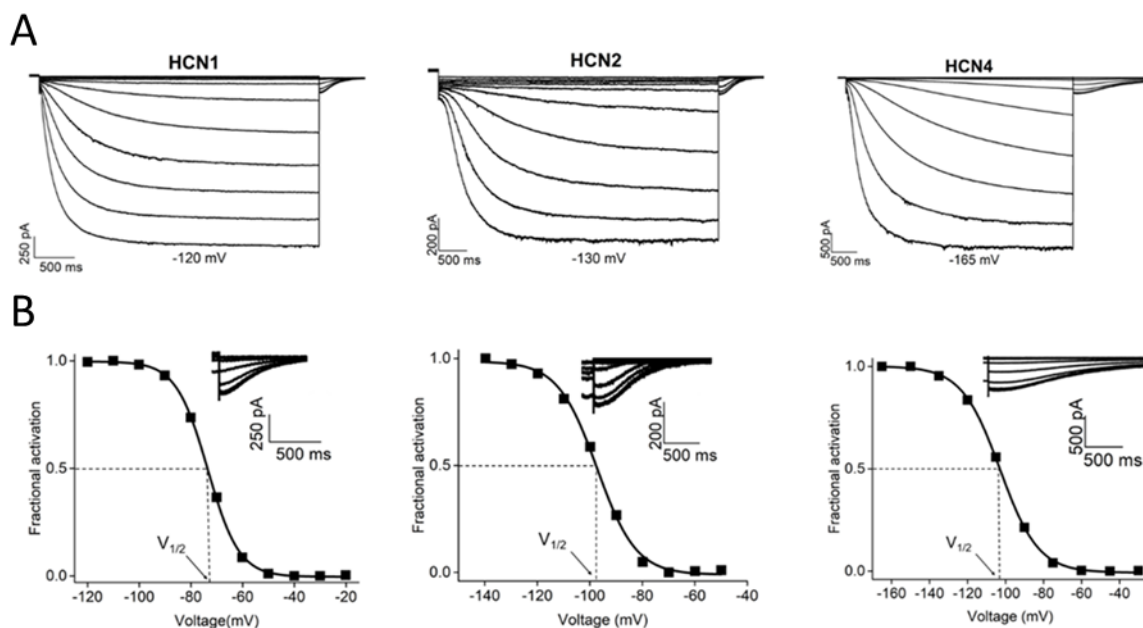 A
HCN1
HCN2
HCN4
250 pA
500 ms
-120 mV
200 pA
500 ms
-130 mV
500 pA
500 ms
-165 mV
B
Fractional activation
1.0
0.5
0.0
V1/2
250 pA
500 ms
-120 -100 -80 -60 -40 -20
Voltage(mV)
Fractional activation
1.0
0.5
0.0
V1/2
200 pA
500 ms
-140 -120 -100 -80 -60 -40
Voltage (mV)
Fractional activation
1.0
0.5
0.0
V1/2
500 pA
500 ms
-160 -140 -120 -100 -80 -60 -40
Voltage (mV)